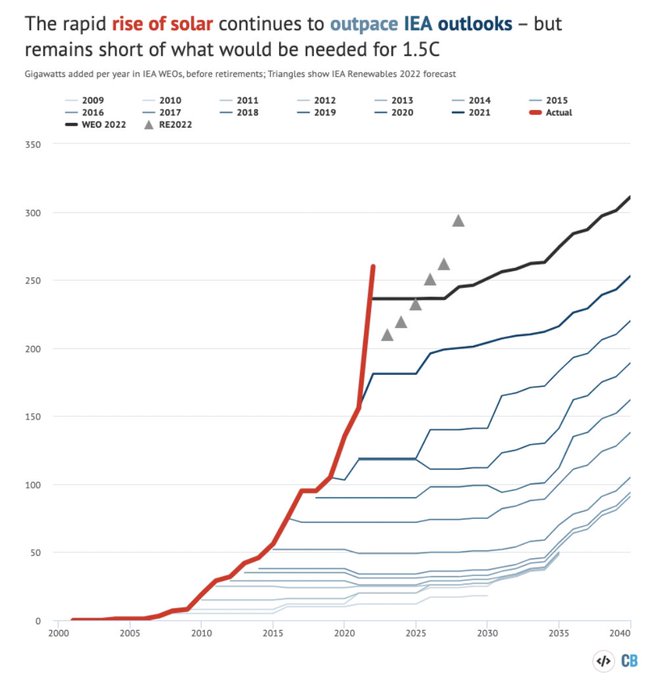 The rapid rise of solar continues to outpace IEA outlooks – but
remains short of what would be needed for 1.5C
Gigawatts added per year in IEA WEOs, before retirements; Triangles show IEA Renewables 2022 forecast
2009 2010 2011 2012 2013 2014 2015
2016 2017 2018 2019 2020 2021 Actual
WEO 2022 RE2022
350
300
250
200
150
100
50
0
2000 2005 2010 2015 2020 2025 2030 2035 2040
</> CB